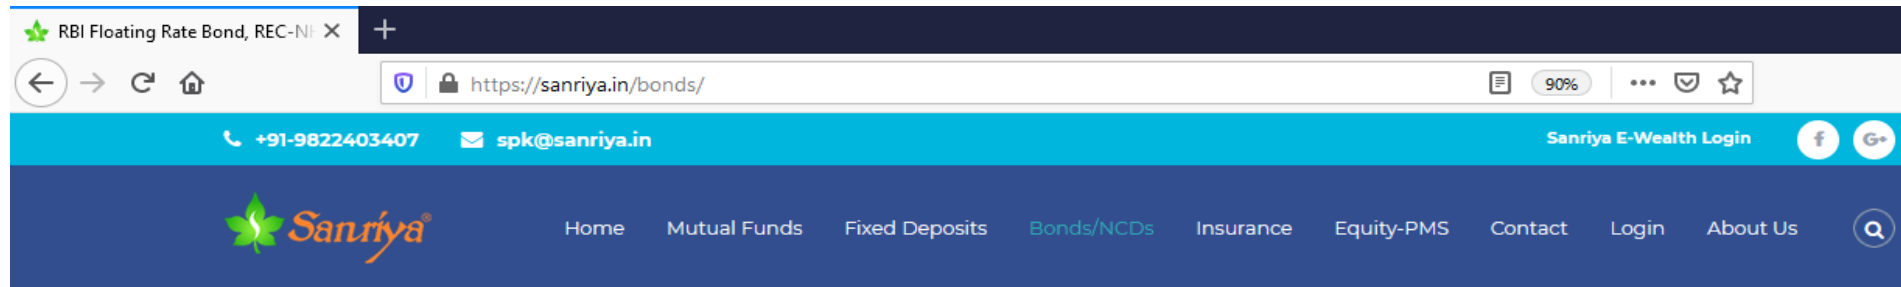 RBI Floating Rate Bond, REC-NH
https://sanriya.in/bonds/ 90%
+91-9822403407 spk@sanriya.in Sanriya E-Wealth Login f G+
Sanriya® Home Mutual Funds Fixed Deposits Bonds/NCDs Insurance Equity-PMS Contact Login About Us